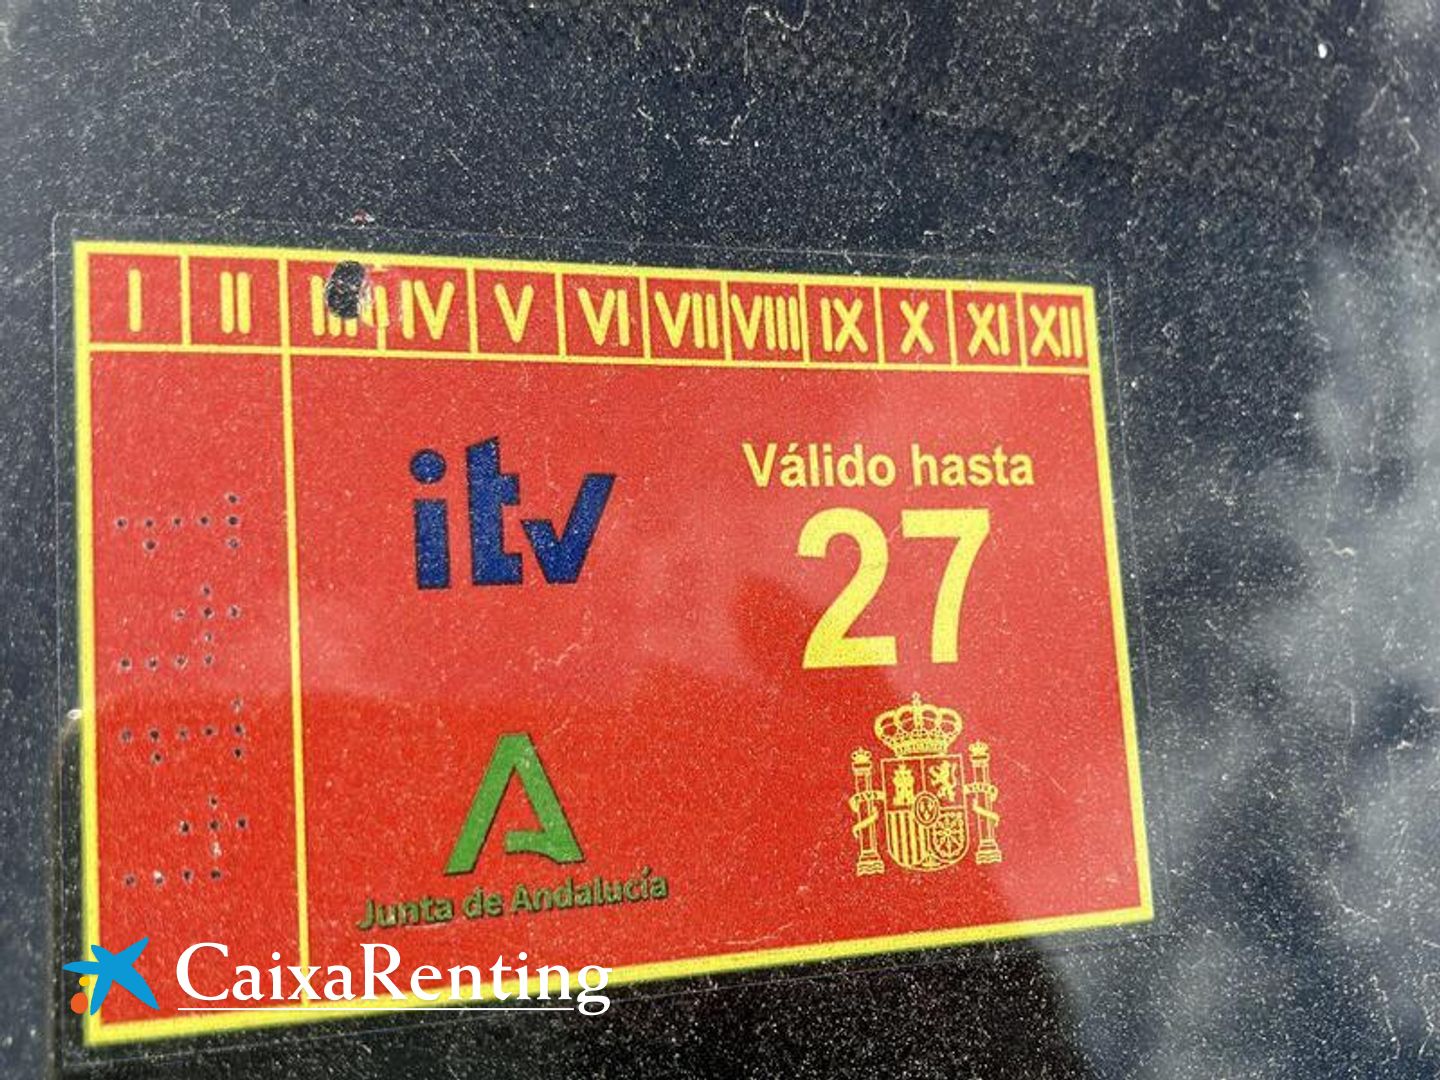 I II III IV V VI VII VIII IX X XI XII
itv
Válido hasta
27
Junta de Andalucía
CaixaRenting